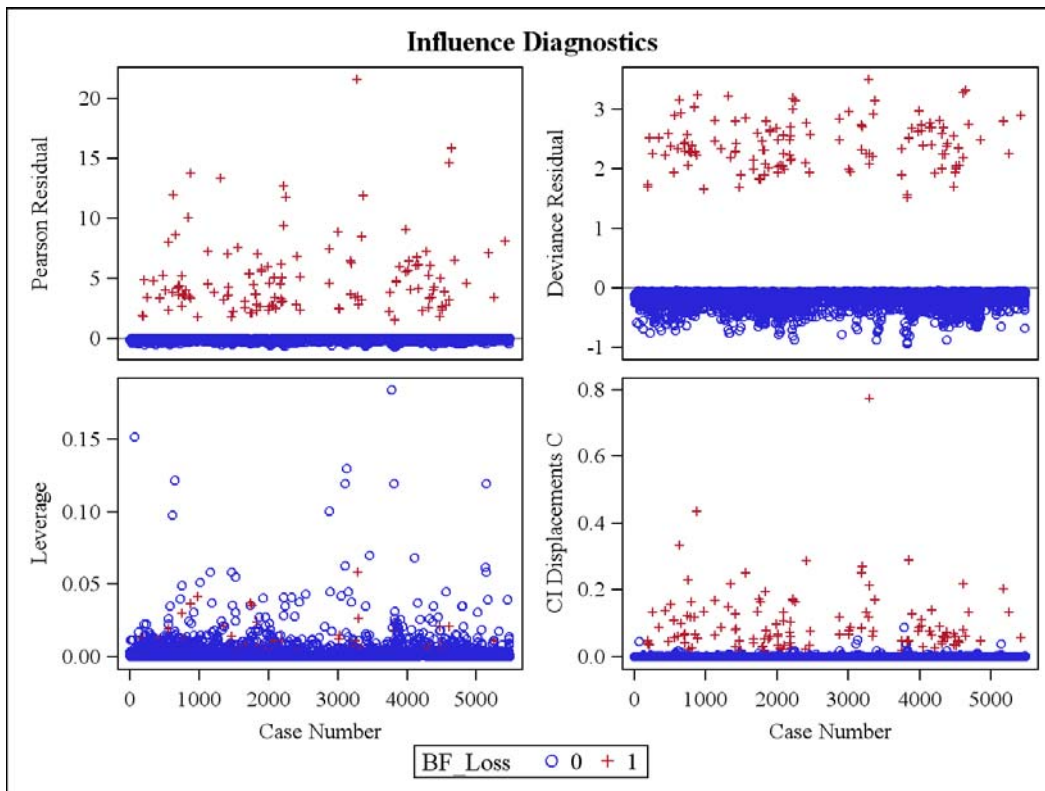 Influence Diagnostics
Pearson Residual
20
15
10
5
0
Deviance Residual
3
2
1
0
-1
Leverage
0.15
0.10
0.05
0.00
0 1000 2000 3000 4000 5000
Case Number
CI Displacements C
0.8
0.6
0.4
0.2
0.0
0 1000 2000 3000 4000 5000
Case Number
BF_Loss 0 1